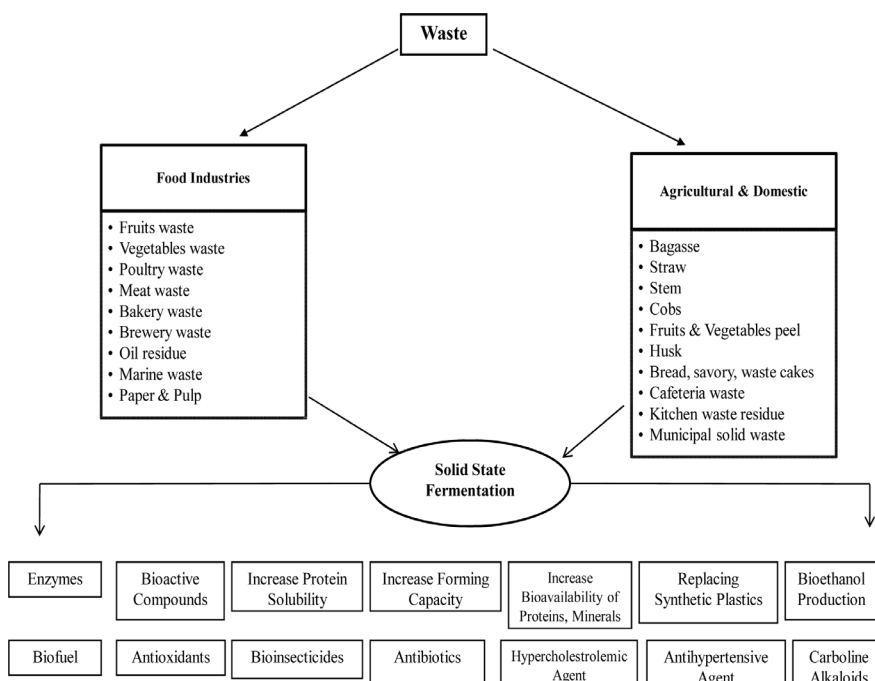 Waste
Food Industries
• Fruits waste
• Vegetables waste
• Poultry waste
• Meat waste
• Bakery waste
• Brewery waste
• Oil residue
• Marine waste
• Paper & Pulp
Agricultural & Domestic
• Bagasse
• Straw
• Stem
• Cobs
• Fruits & Vegetables peel
• Husk
• Bread, savory, waste cakes
• Cafeteria waste
• Kitchen waste residue
• Municipal solid waste
Solid State
Fermentation
Enzymes
Bioactive
Compounds
Increase Protein
Solubility
Increase Forming
Capacity
Increase
Bioavailability of
Proteins, Minerals
Replacing
Synthetic Plastics
Bioethanol
Production
Biofuel
Antioxidants
Bioinsecticides
Antibiotics
Hypercholestrolemic
Agent
Antihypertensive
Agent
Carboline
Alkaloids